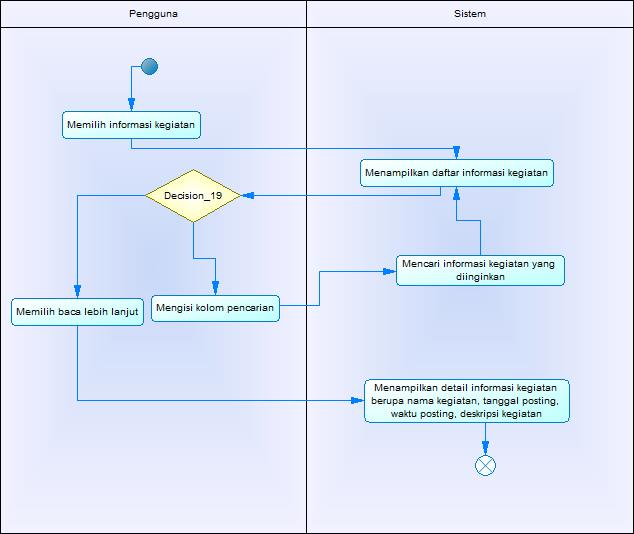 Pengguna
Sistem
Memilih informasi kegiatan
Menampilkan daftar informasi kegiatan
Decision_19
Mencari informasi kegiatan yang
diinginkan
Memilih baca lebih lanjut
Mengisi kolom pencarian
Menampilkan detail informasi kegiatan
berupa nama kegiatan, tanggal posting,
waktu posting, deskripsi kegiatan